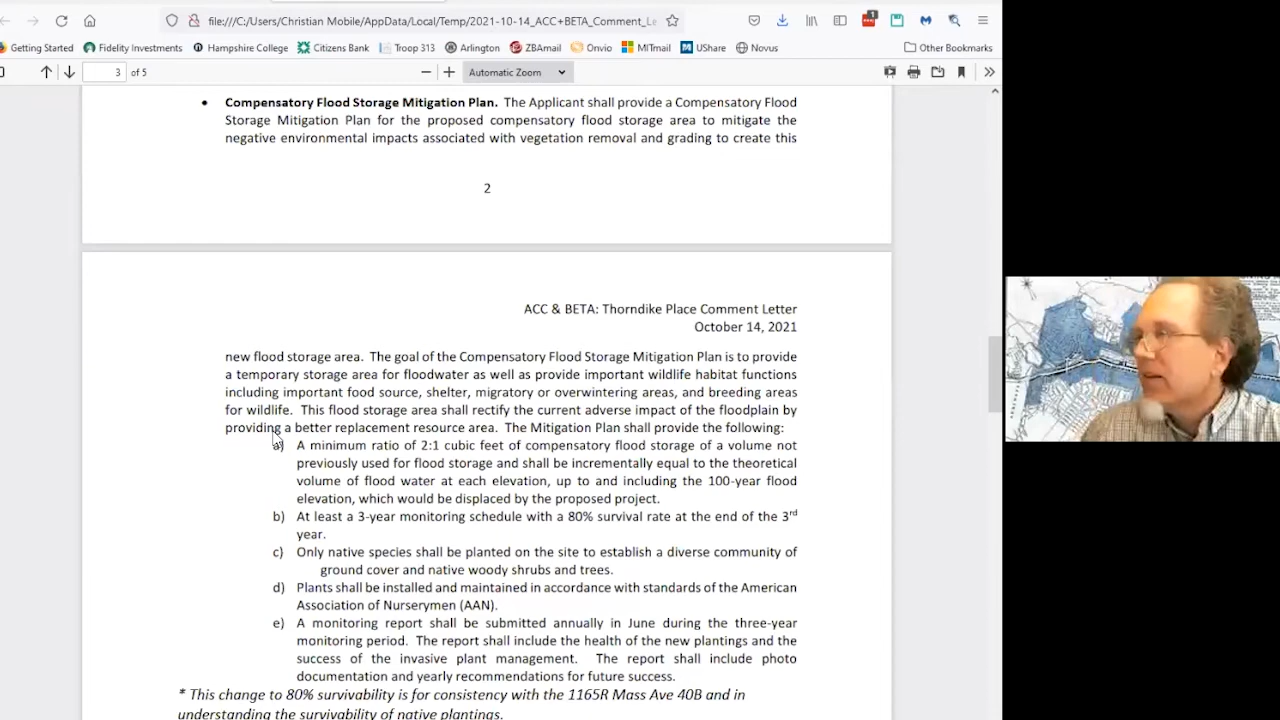 file:///C:/Users/Christian Mobile/AppData/Local/Temp/2021-10-14_ACC+BETA_Comment_Le
1
Getting Started Fidelity Investments Hampshire College Citizens Bank Troop 313 Arlington ZBAmail Onvio MITmail UShare Novus Other Bookmarks
3 of 5 Automatic Zoom
• Compensatory Flood Storage Mitigation Plan. The Applicant shall provide a Compensatory Flood
Storage Mitigation Plan for the proposed compensatory flood storage area to mitigate the
negative environmental impacts associated with vegetation removal and grading to create this
2
ACC & BETA: Thorndike Place Comment Letter
October 14, 2021
new flood storage area. The goal of the Compensatory Flood Storage Mitigation Plan is to provide
a temporary storage area for floodwater as well as provide important wildlife habitat functions
including important food source, shelter, migratory or overwintering areas, and breeding areas
for wildlife. This flood storage area shall rectify the current adverse impact of the floodplain by
providing a better replacement resource area. The Mitigation Plan shall provide the following:
a) A minimum ratio of 2:1 cubic feet of compensatory flood storage of a volume not
previously used for flood storage and shall be incrementally equal to the theoretical
volume of flood water at each elevation, up to and including the 100-year flood
elevation, which would be displaced by the proposed project.
b) At least a 3-year monitoring schedule with a 80% survival rate at the end of the 3rd
year.
c) Only native species shall be planted on the site to establish a diverse community of
ground cover and native woody shrubs and trees.
d) Plants shall be installed and maintained in accordance with standards of the American
Association of Nurserymen (AAN).
e) A monitoring report shall be submitted annually in June during the three-year
monitoring period. The report shall include the health of the new plantings and the
success of the invasive plant management. The report shall include photo
documentation and yearly recommendations for future success.
* This change to 80% survivability is for consistency with the 1165R Mass Ave 40B and in
understanding the survivability of native plantings.